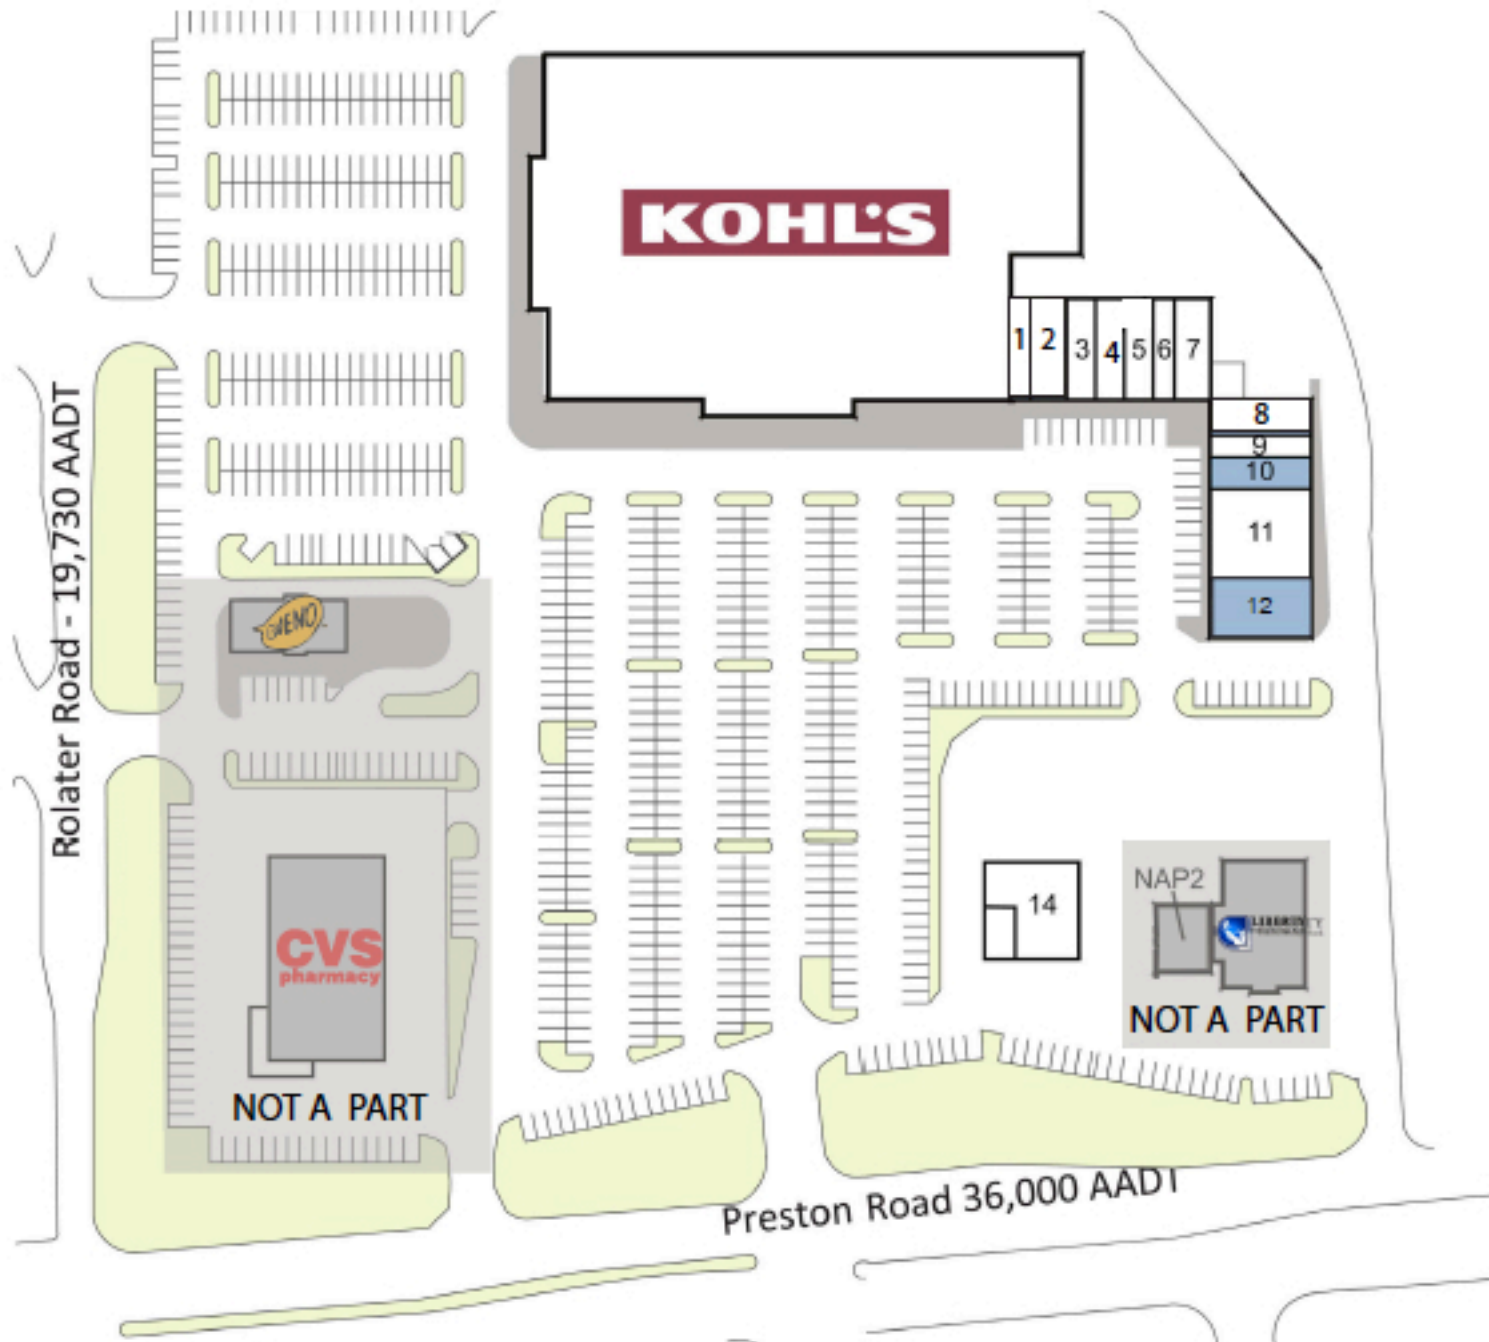 KOHL'S
1 2 3 4 5 6 7
8
9
10
11
12
Rolater Road - 19,730 AADT
14
NAP2
CVS
pharmacy
NOT A PART
NOT A PART
Preston Road 36,000 AADT